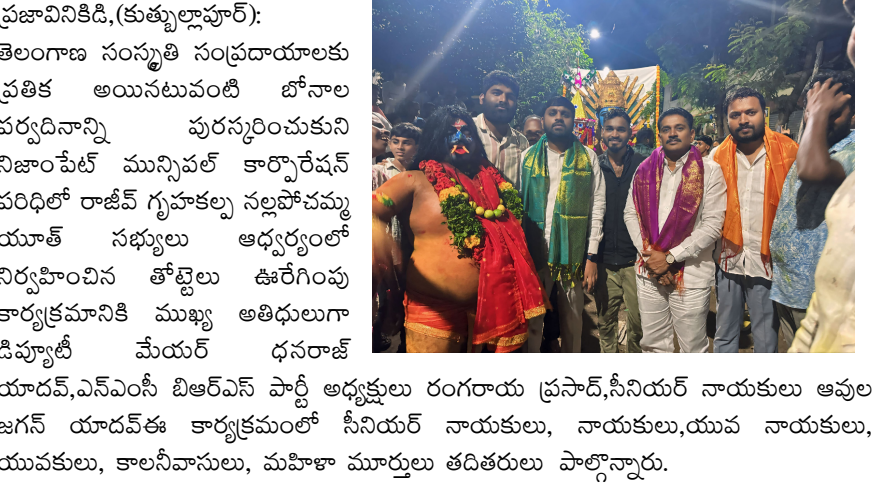 ప్రజావినికిడి,(కుత్బుల్లాపూర్):
తెలంగాణ సంస్కృతి సంప్రదాయాలకు
ప్రతిక అయినటువంటి బోనాల
పర్వదినాన్ని పురస్కరించుకుని
నిజాంపేట్ మున్సిపల్ కార్పొరేషన్
పరిధిలో రాజీవ్ గృహకల్ప నల్లపోచమ్మ
యూత్ సభ్యులు ఆధ్వర్యంలో
నిర్వహించిన తోట్టెలు ఊరేగింపు
కార్యక్రమానికి ముఖ్య అతిధులుగా
డిప్యూటీ మేయర్ ధనరాజ్
యాదవ్,ఎన్ఎంసీ బిఆర్ఎస్ పార్టీ అధ్యక్షులు రంగరాయ ప్రసాద్,సీనియర్ నాయకులు ఆవుల
జగన్ యాదవ్ఈ కార్యక్రమంలో సీనియర్ నాయకులు, నాయకులు,యువ నాయకులు,
యువకులు, కాలనీవాసులు, మహిళా మూర్తులు తదితరులు పాల్గొన్నారు.